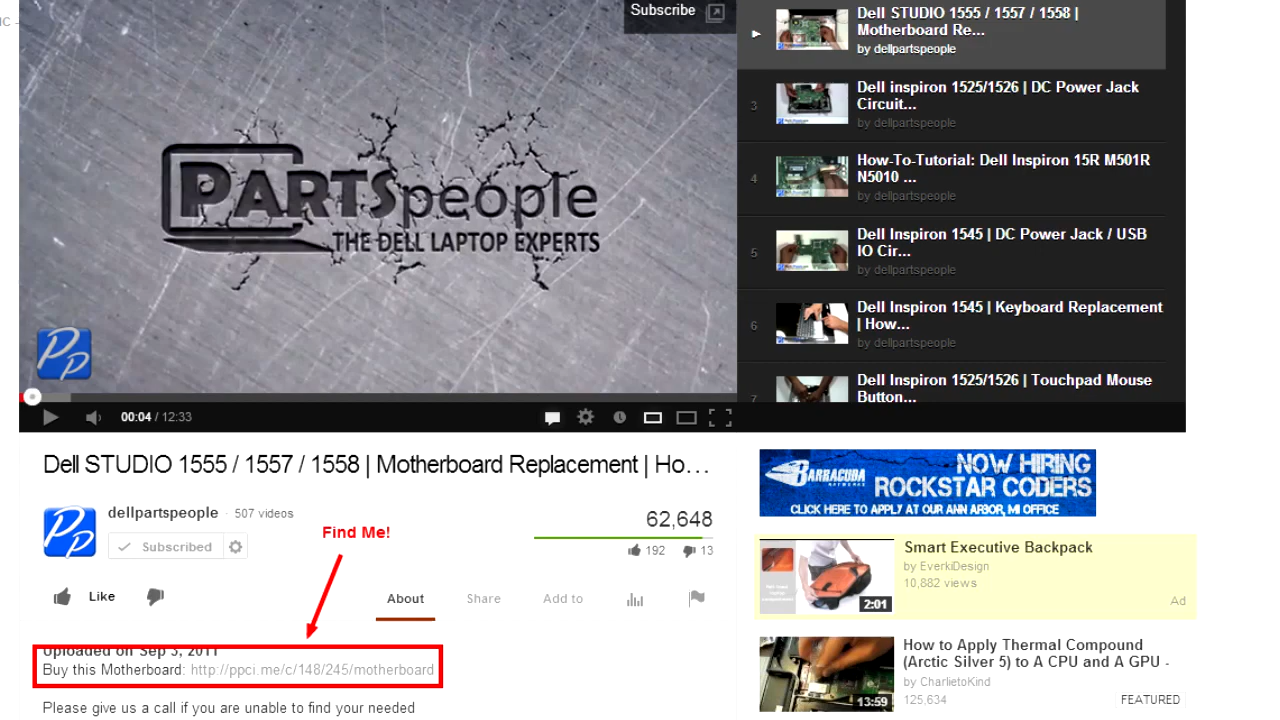 IC -
Subscribe
PARTSpeople
THE DELL LAPTOP EXPERTS
PP
00:04 / 12:33
Dell STUDIO 1555 / 1557 / 1558 |
Motherboard Re...
by dellpartspeople
3
Dell inspiron 1525/1526 | DC Power Jack
Circuit...
by dellpartspeople
4
How-To-Tutorial: Dell Inspiron 15R M501R
N5010 ...
by dellpartspeople
5
Dell Inspiron 1545 | DC Power Jack / USB
IO Cir...
by dellpartspeople
6
Dell Inspiron 1545 | Keyboard Replacement
| How...
by dellpartspeople
7
Dell Inspiron 1525/1526 | Touchpad Mouse
Button...
Dell STUDIO 1555 / 1557 / 1558 | Motherboard Replacement | Ho...
PP
dellpartspeople · 507 videos
Subscribed
Find Me!
62,648
192 13
Like
About Share Add to
Uploaded on Sep 3, 2011
Buy this Motherboard: http://ppci.me/c/148/245/motherboard
Please give us a call if you are unable to find your needed
BARRACUDA
NETWORKS
NOW HIRING
ROCKSTAR CODERS
CLICK HERE TO APPLY AT OUR ANN ARBOR, MI OFFICE
2:01
Smart Executive Backpack
by EverkiDesign
10,882 views
Ad
13:59
How to Apply Thermal Compound
(Arctic Silver 5) to A CPU and A GPU -
by CharlietoKind
125,634
FEATURED